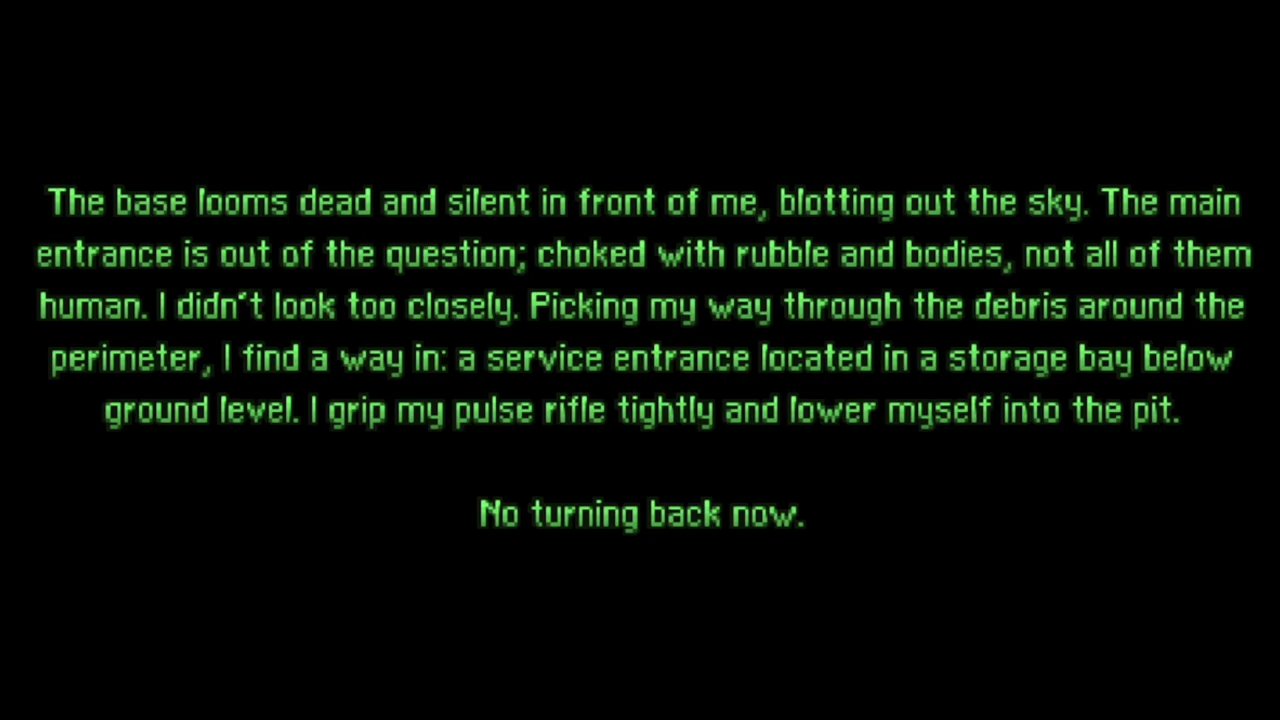 The base looms dead and silent in front of me, blotting out the sky. The main
entrance is out of the question; choked with rubble and bodies, not all of them
human. I didn't look too closely. Picking my way through the debris around the
perimeter, I find a way in: a service entrance located in a storage bay below
ground level. I grip my pulse rifle tightly and lower myself into the pit.
No turning back now.